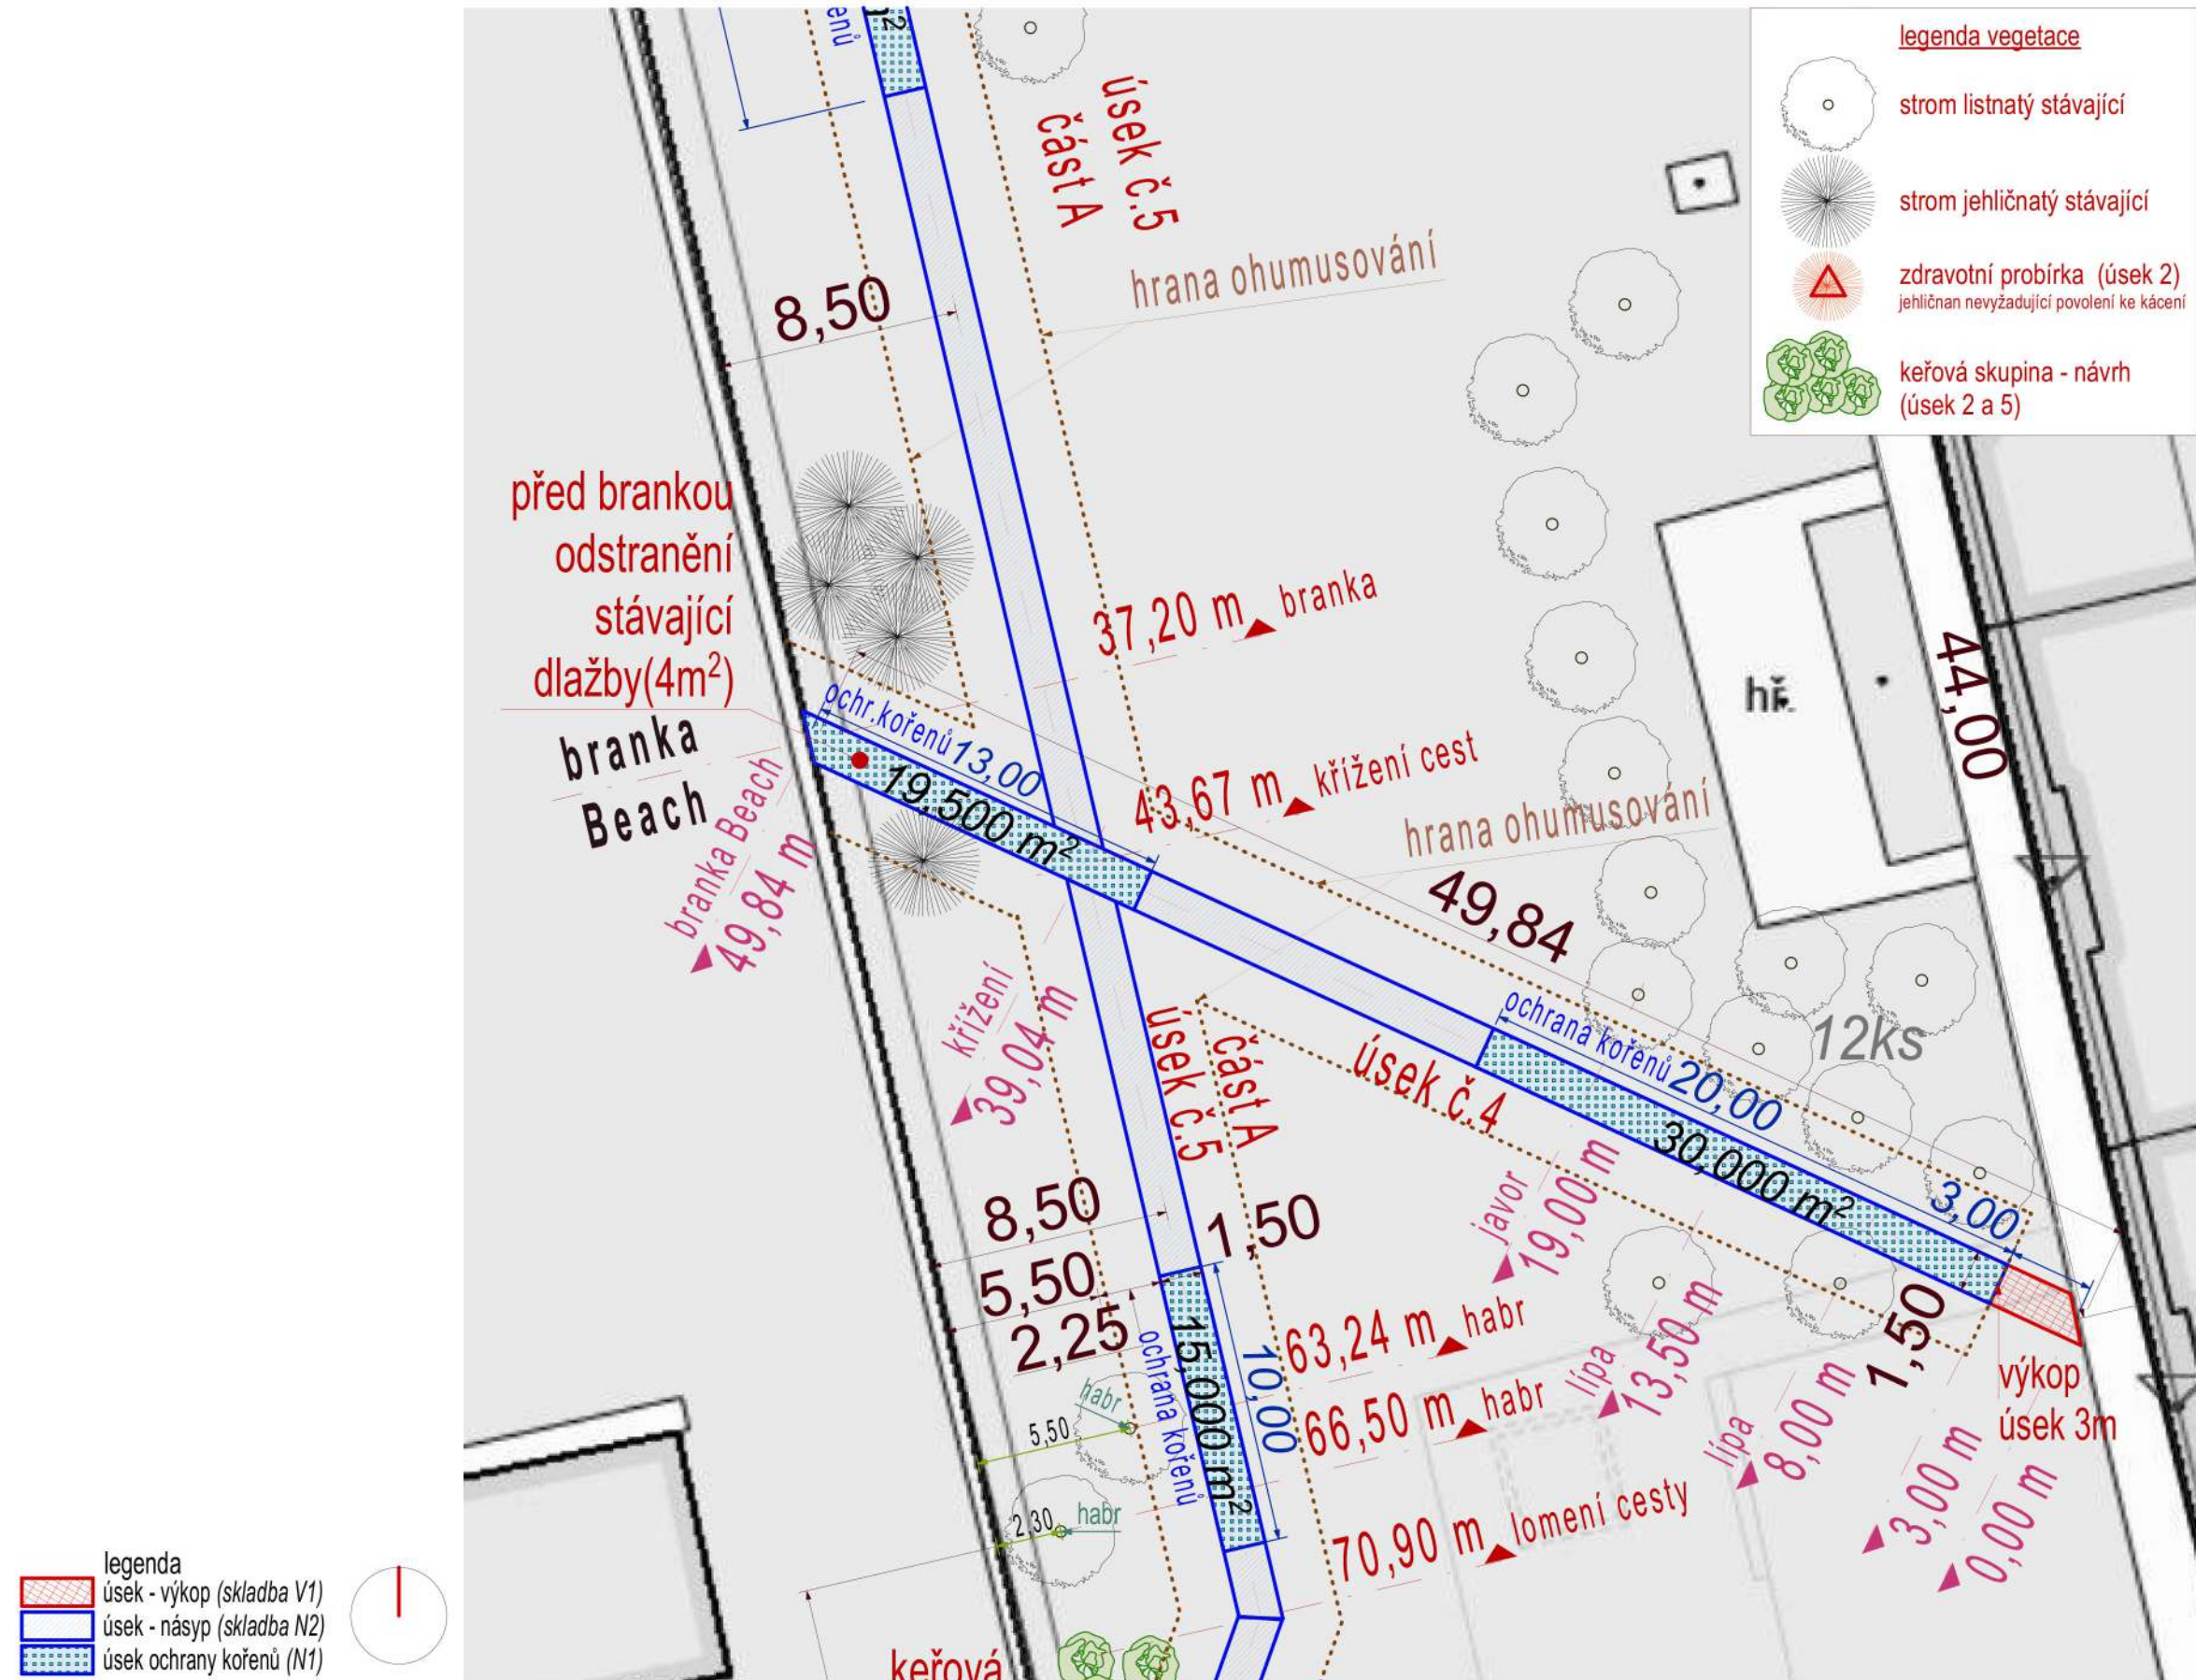 enů
m²
úsek č.5
část A
legenda vegetace
strom listnatý stávající
strom jehličnatý stávající
zdravotní probírka (úsek 2)
jehličnan nevyžadující povolení ke kácení
keřová skupina - návrh
(úsek 2 a 5)
hrana ohumusování
8,50
před brankou
odstranění
stávající
dlažby(4m²)
37,20 m branka
branka
Beach
ochr.kořenů 13,00
19,500 m²
43,67 m křížení cest
hrana ohumusování
hř.
44,00
branka Beach
49,84 m
49,84
křížení
39,04 m
úsek č.5
část A
úsek č.4
ochrana kořenů 20,00
30,000 m²
12ks
3,00
javor
19,00 m
8,50
1,50
5,50
2,25
ochrana kořenů
15,000 m²
10,00
63,24 m habr
66,50 m habr
70,90 m lomení cesty
lípa
13,50 m
lípa
8,00 m
1,50
výkop
úsek 3m
3,00 m
0,00 m
habr
5,50
2,30
habr
keřová
legenda
úsek - výkop (skladba V1)
úsek - násyp (skladba N2)
úsek ochrany kořenů (N1)